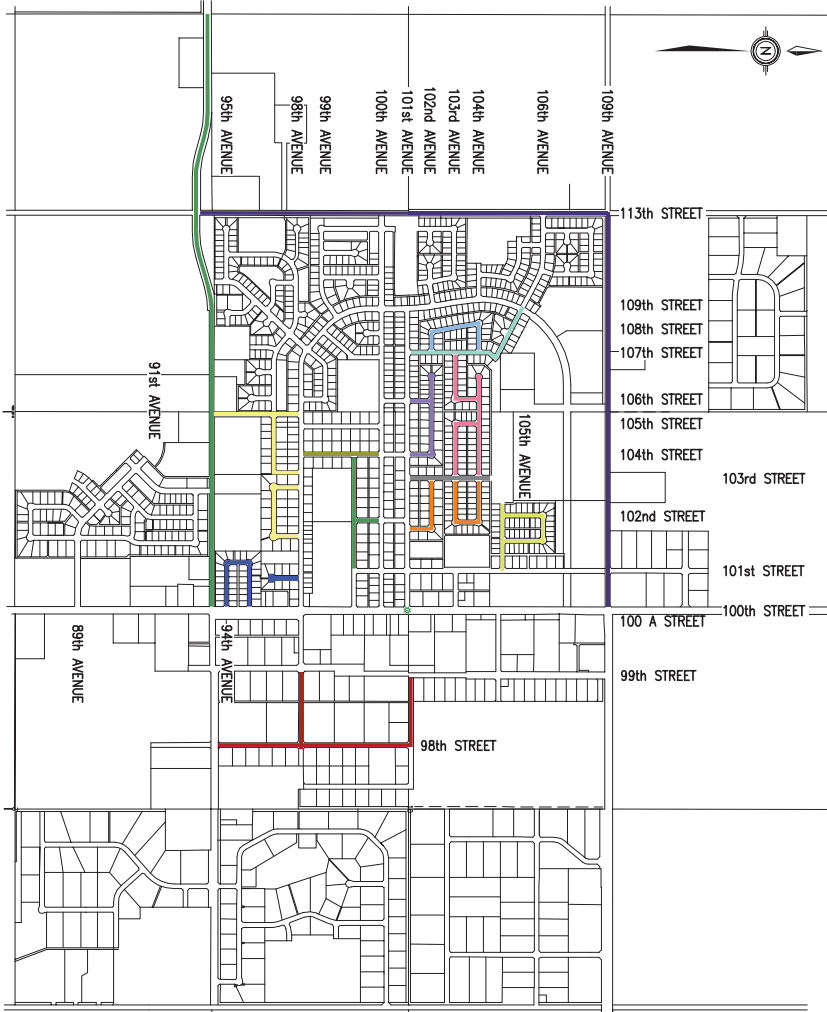 N
95th AVENUE
98th AVENUE
99th AVENUE
100th AVENUE
101st AVENUE
102nd AVENUE
103rd AVENUE
104th AVENUE
106th AVENUE
109th AVENUE
113th STREET
109th STREET
108th STREET
107th STREET
91st AVENUE
106th STREET
105th STREET
105th AVENUE
104th STREET
103rd STREET
102nd STREET
101st STREET
100th STREET
100 A STREET
89th AVENUE
94th AVENUE
99th STREET
98th STREET